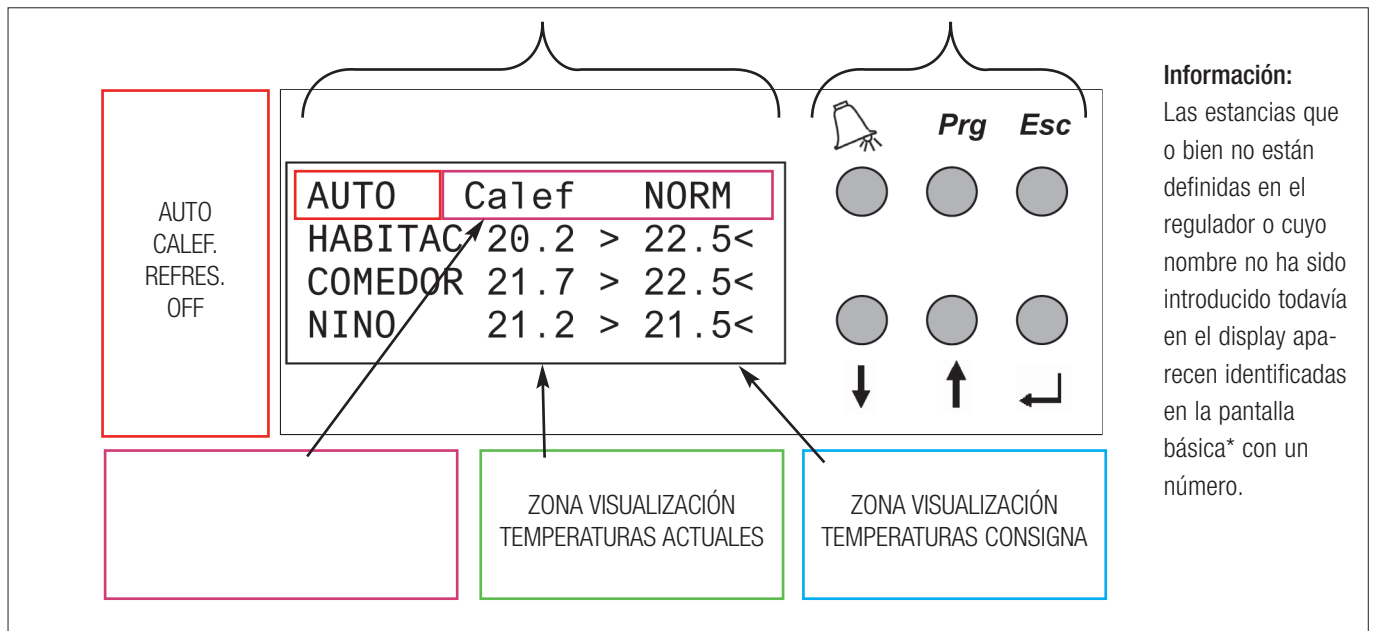 AUTO
CALEF.
REFRES.
OFF
AUTO Calef NORM
HABITAC 20.2 > 22.5<
COMEDOR 21.7 > 22.5<
NINO 21.2 > 21.5<
Prg Esc
ZONA VISUALIZACIÓN
TEMPERATURAS ACTUALES
ZONA VISUALIZACIÓN
TEMPERATURAS CONSIGNA
Información:
Las estancias que
o bien no están
definidas en el
regulador o cuyo
nombre no ha sido
introducido todavía
en el display apa-
recen identificadas
en la pantalla
básica* con un
número.